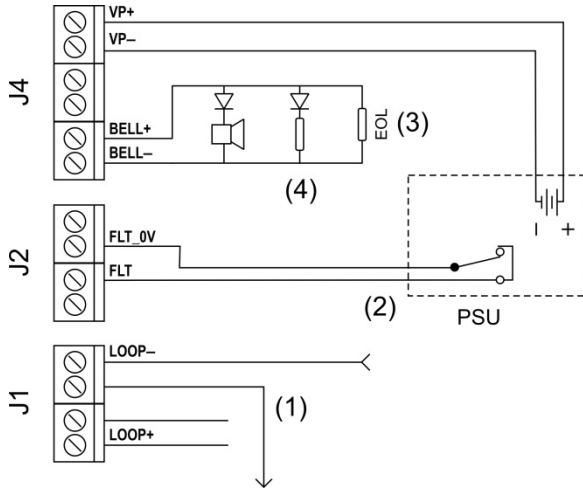 VP+
VP–
J4
BELL+
BELL–
EOL
(3)
(4)
– +
J2
FLT_0V
FLT
(2)
PSU
J1
LOOP–
(1)
LOOP+